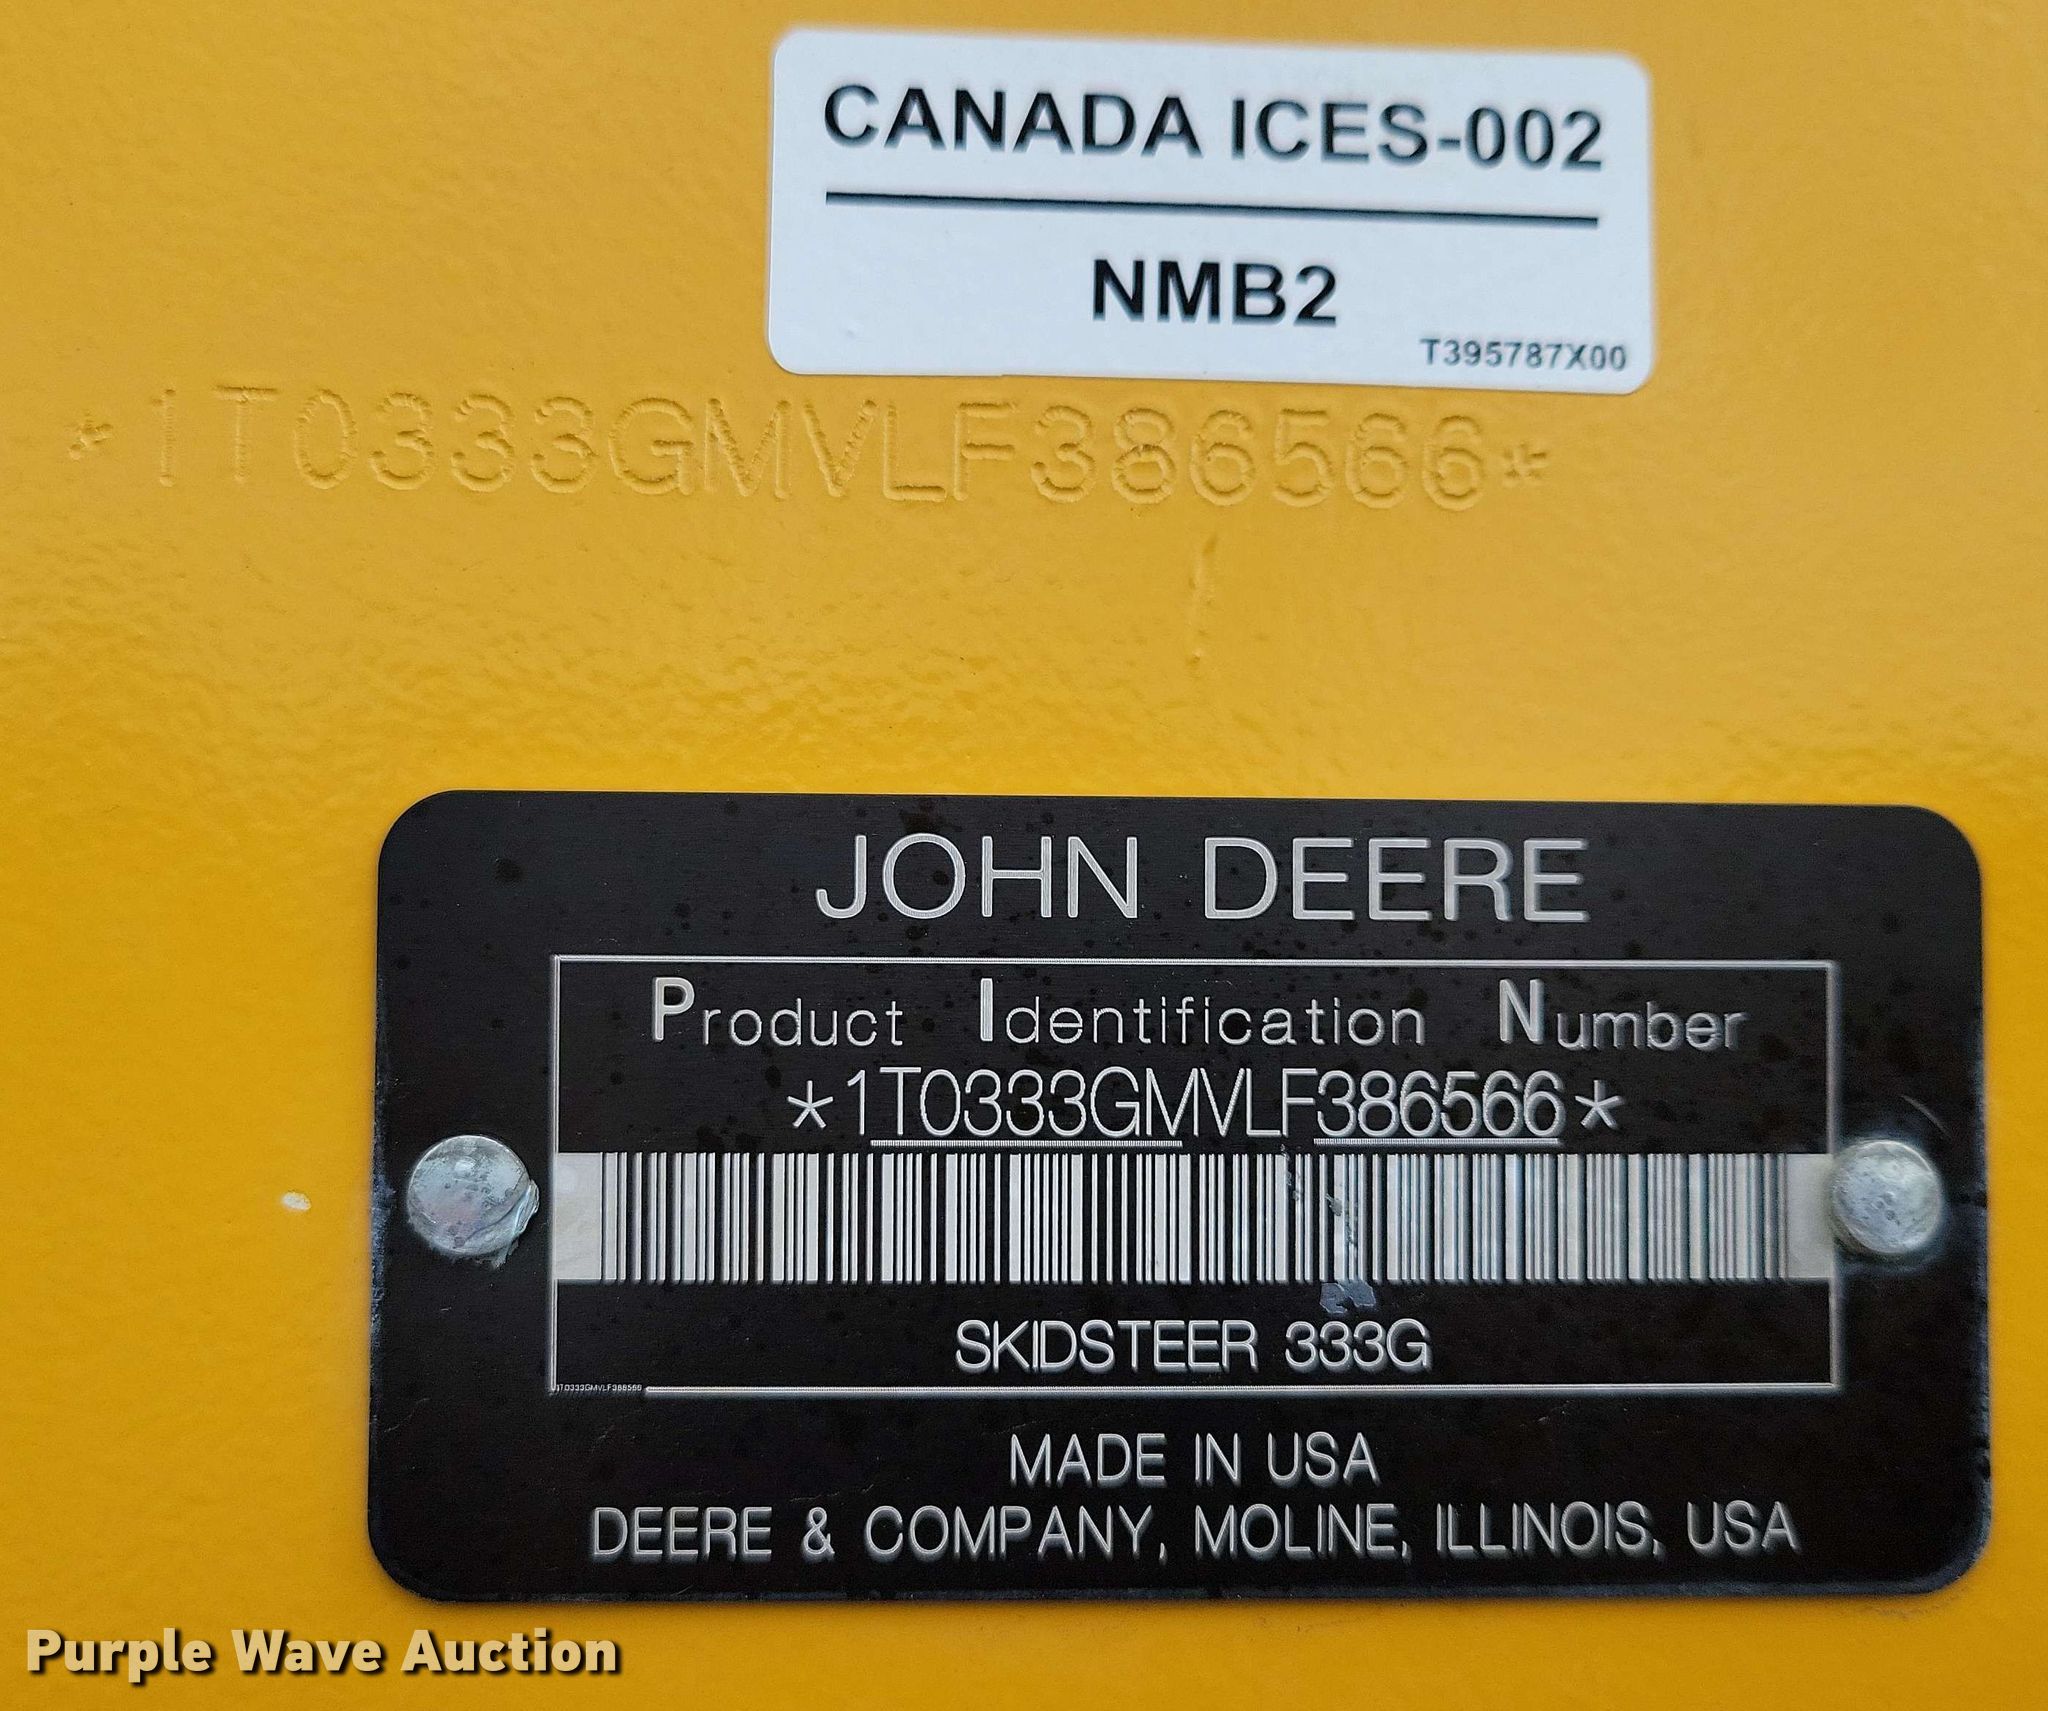 CANADA ICES-002
NMB2
T395787X00
*1T0333GMVLF386566*
JOHN DEERE
Product Identification Number
*1T0333GMVLF386566*
SKIDSTEER 333G
1T0333GMVLF386566
MADE IN USA
DEERE & COMPANY, MOLINE, ILLINOIS, USA
Purple Wave Auction